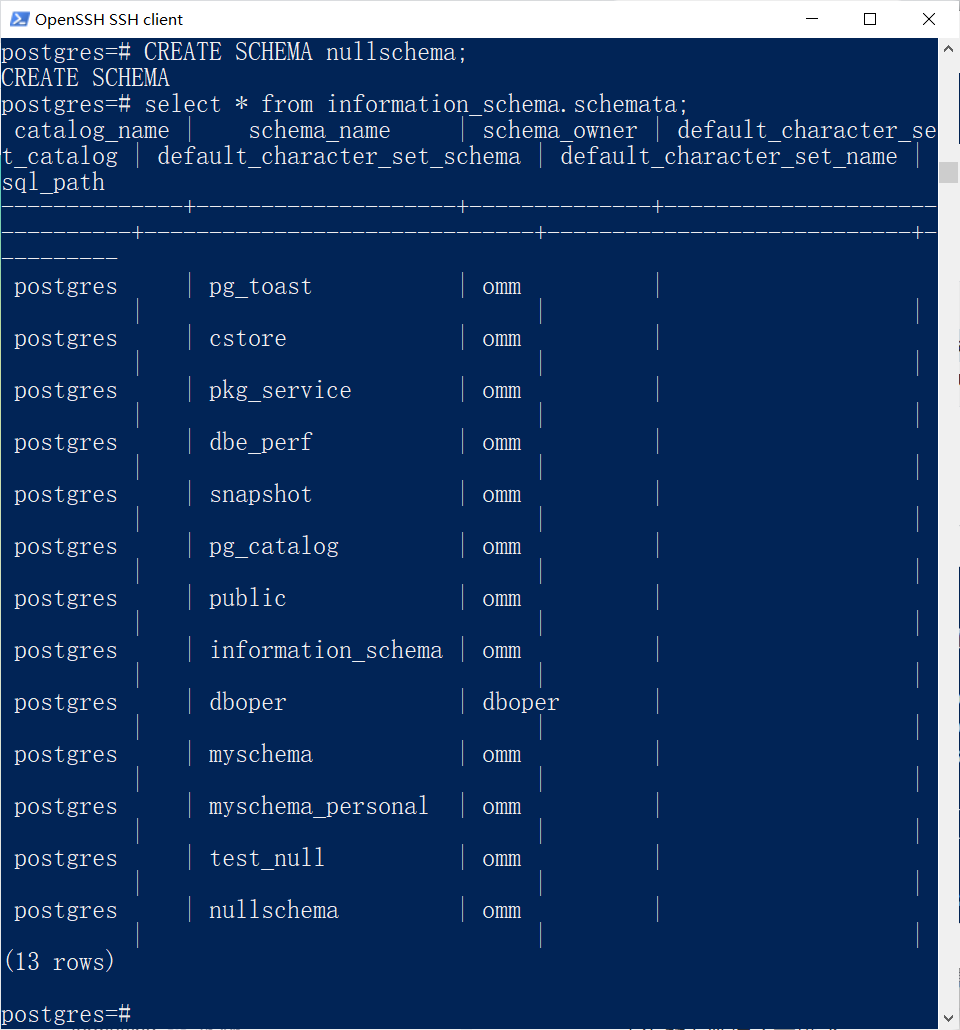 OpenSSH SSH client
postgres=# CREATE SCHEMA nullschema;
CREATE SCHEMA
postgres=# select * from information_schema.schemata;
 catalog_name |    schema_name     | schema_owner | default_character_se
t_catalog | default_character_set_schema | default_character_set_name |
sql_path
--------------+--------------------+--------------+---------------------
----------+------------------------------+----------------------------+-
---------
 postgres     | pg_toast           | omm          |
          |                              |                            |
 postgres     | cstore             | omm          |
          |                              |                            |
 postgres     | pkg_service        | omm          |
          |                              |                            |
 postgres     | dbe_perf           | omm          |
          |                              |                            |
 postgres     | snapshot           | omm          |
          |                              |                            |
 postgres     | pg_catalog         | omm          |
          |                              |                            |
 postgres     | public             | omm          |
          |                              |                            |
 postgres     | information_schema | omm          |
          |                              |                            |
 postgres     | dboper             | dboper       |
          |                              |                            |
 postgres     | myschema           | omm          |
          |                              |                            |
 postgres     | myschema_personal  | omm          |
          |                              |                            |
 postgres     | test_null          | omm          |
          |                              |                            |
 postgres     | nullschema         | omm          |
          |                              |                            |
(13 rows)
postgres=#